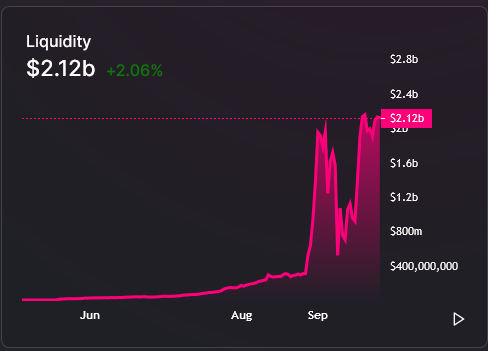 Liquidity
$2.12b +2.06%
$2.8b
$2.4b
$2.12b
$2b
$1.6b
$1.2b
$800m
$400,000,000
Jun Aug Sep